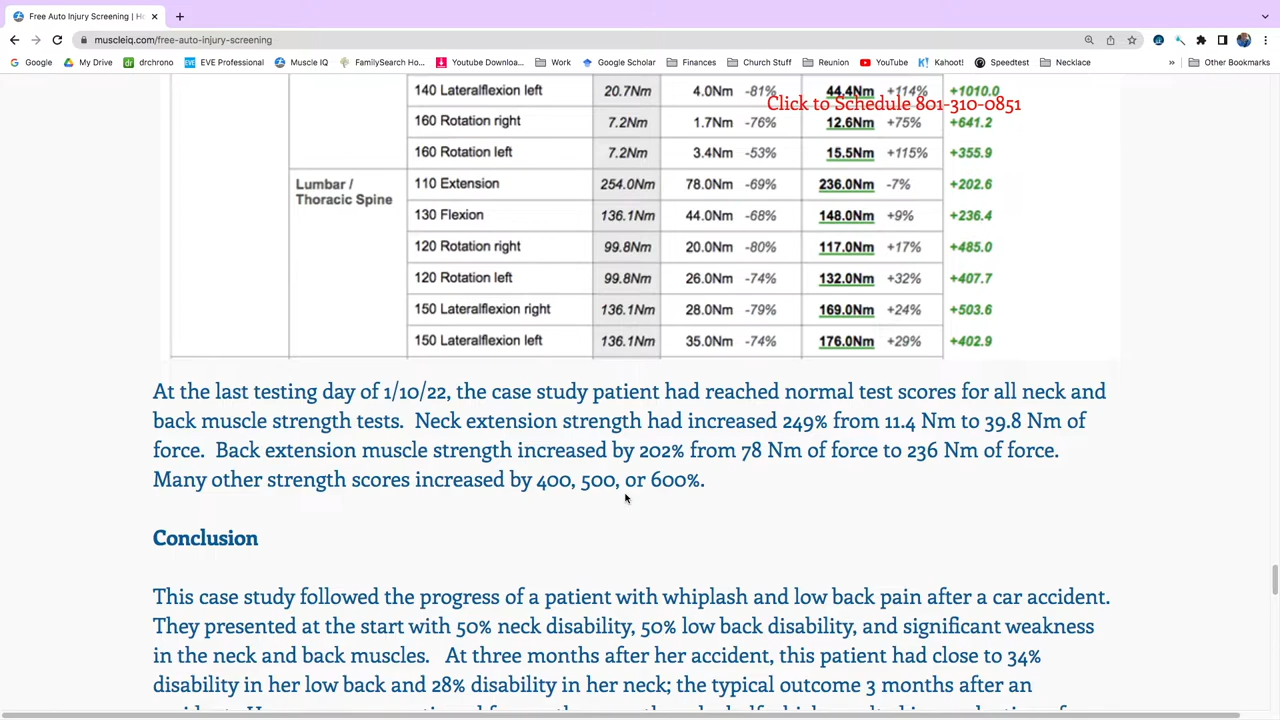 Free Auto Injury Screening | H
muscleiq.com/free-auto-injury-screening
Google My Drive drchrono EVE Professional Muscle IQ FamilySearch Ho... Youtube Downloa... Work Google Scholar Finances Church Stuff Reunion YouTube Kahoot! Speedtest Necklace » Other Bookmarks
140 Lateralflexion left 20.7Nm 4.0Nm -81% 44.4Nm +114% +1010.0
Click to Schedule 801-310-0851
160 Rotation right 7.2Nm 1.7Nm -76% 12.6Nm +75% +641.2
160 Rotation left 7.2Nm 3.4Nm -53% 15.5Nm +115% +355.9
Lumbar / Thoracic Spine 110 Extension 254.0Nm 78.0Nm -69% 236.0Nm -7% +202.6
130 Flexion 136.1Nm 44.0Nm -68% 148.0Nm +9% +236.4
120 Rotation right 99.8Nm 20.0Nm -80% 117.0Nm +17% +485.0
120 Rotation left 99.8Nm 26.0Nm -74% 132.0Nm +32% +407.7
150 Lateralflexion right 136.1Nm 28.0Nm -79% 169.0Nm +24% +503.6
150 Lateralflexion left 136.1Nm 35.0Nm -74% 176.0Nm +29% +402.9
At the last testing day of 1/10/22, the case study patient had reached normal test scores for all neck and
back muscle strength tests. Neck extension strength had increased 249% from 11.4 Nm to 39.8 Nm of
force. Back extension muscle strength increased by 202% from 78 Nm of force to 236 Nm of force.
Many other strength scores increased by 400, 500, or 600%.
Conclusion
This case study followed the progress of a patient with whiplash and low back pain after a car accident.
They presented at the start with 50% neck disability, 50% low back disability, and significant weakness
in the neck and back muscles. At three months after her accident, this patient had close to 34%
disability in her low back and 28% disability in her neck; the typical outcome 3 months after an